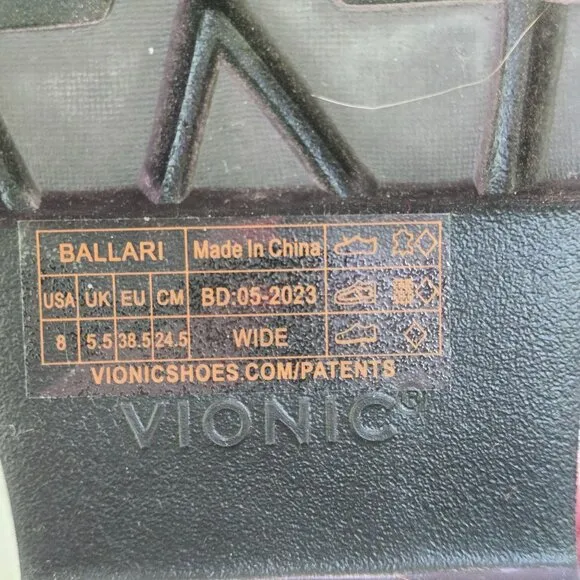 BALLARI Made In China
USA UK EU CM BD:05-2023
8 5.5 38.5 24.5 WIDE
VIONICSHOES.COM/PATENTS
VIONIC®